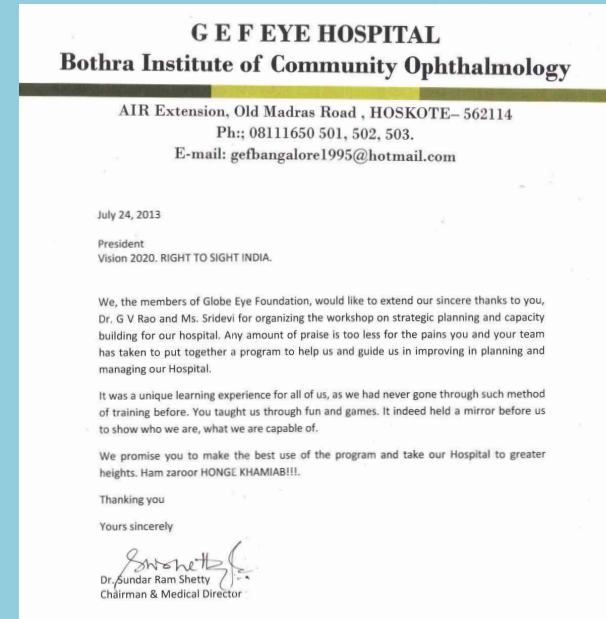 G E F EYE HOSPITAL
Bothra Institute of Community Ophthalmology
AIR Extension, Old Madras Road , HOSKOTE– 562114
Ph:; 08111650 501, 502, 503.
E-mail: gefbangalore1995@hotmail.com
July 24, 2013
President
Vision 2020. RIGHT TO SIGHT INDIA.
We, the members of Globe Eye Foundation, would like to extend our sincere thanks to you,
Dr. G V Rao and Ms. Sridevi for organizing the workshop on strategic planning and capacity
building for our hospital. Any amount of praise is too less for the pains you and your team
has taken to put together a program to help us and guide us in improving in planning and
managing our Hospital.
It was a unique learning experience for all of us, as we had never gone through such method
of training before. You taught us through fun and games. It indeed held a mirror before us
to show who we are, what we are capable of.
We promise you to make the best use of the program and take our Hospital to greater
heights. Ham zaroor HONGE KHAMIAB!!!.
Thanking you
Yours sincerely
Dr. Sundar Ram Shetty
Chairman & Medical Director